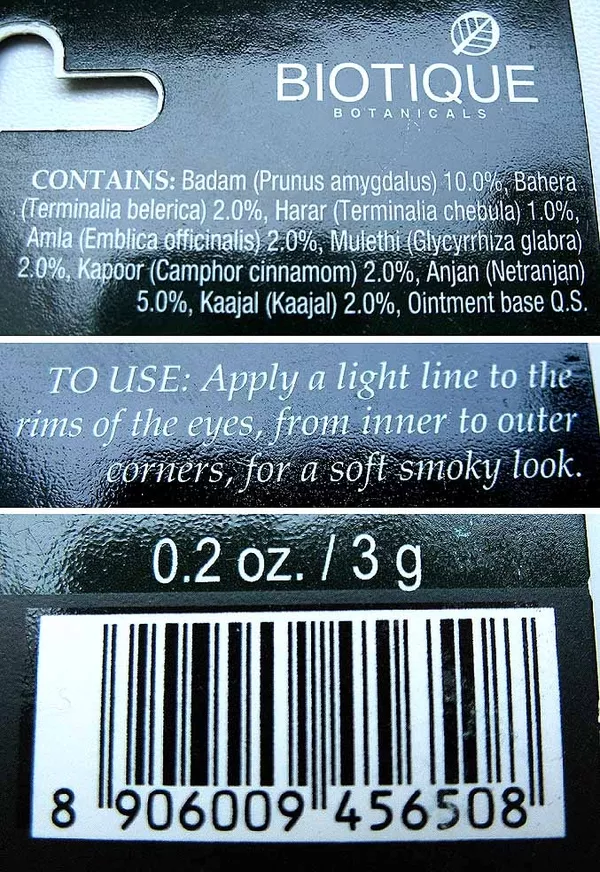 BIOTIQUE
BOTANICALS
CONTAINS: Badam (Prunus amygdalus) 10.0%, Bahera
(Terminalia belerica) 2.0%, Harar (Terminalia chebula) 1.0%,
Amla (Emblica officinalis) 2.0%, Mulethi (Glycyrrhiza glabra)
2.0%, Kapoor (Camphor cinnamom) 2.0%, Anjan (Netranjan)
5.0%, Kaajal (Kaajal) 2.0%, Ointment base Q.S.
TO USE: Apply a light line to the
rims of the eyes, from inner to outer
corners, for a soft smoky look.
0.2 oz. / 3 g
8 906009 456508